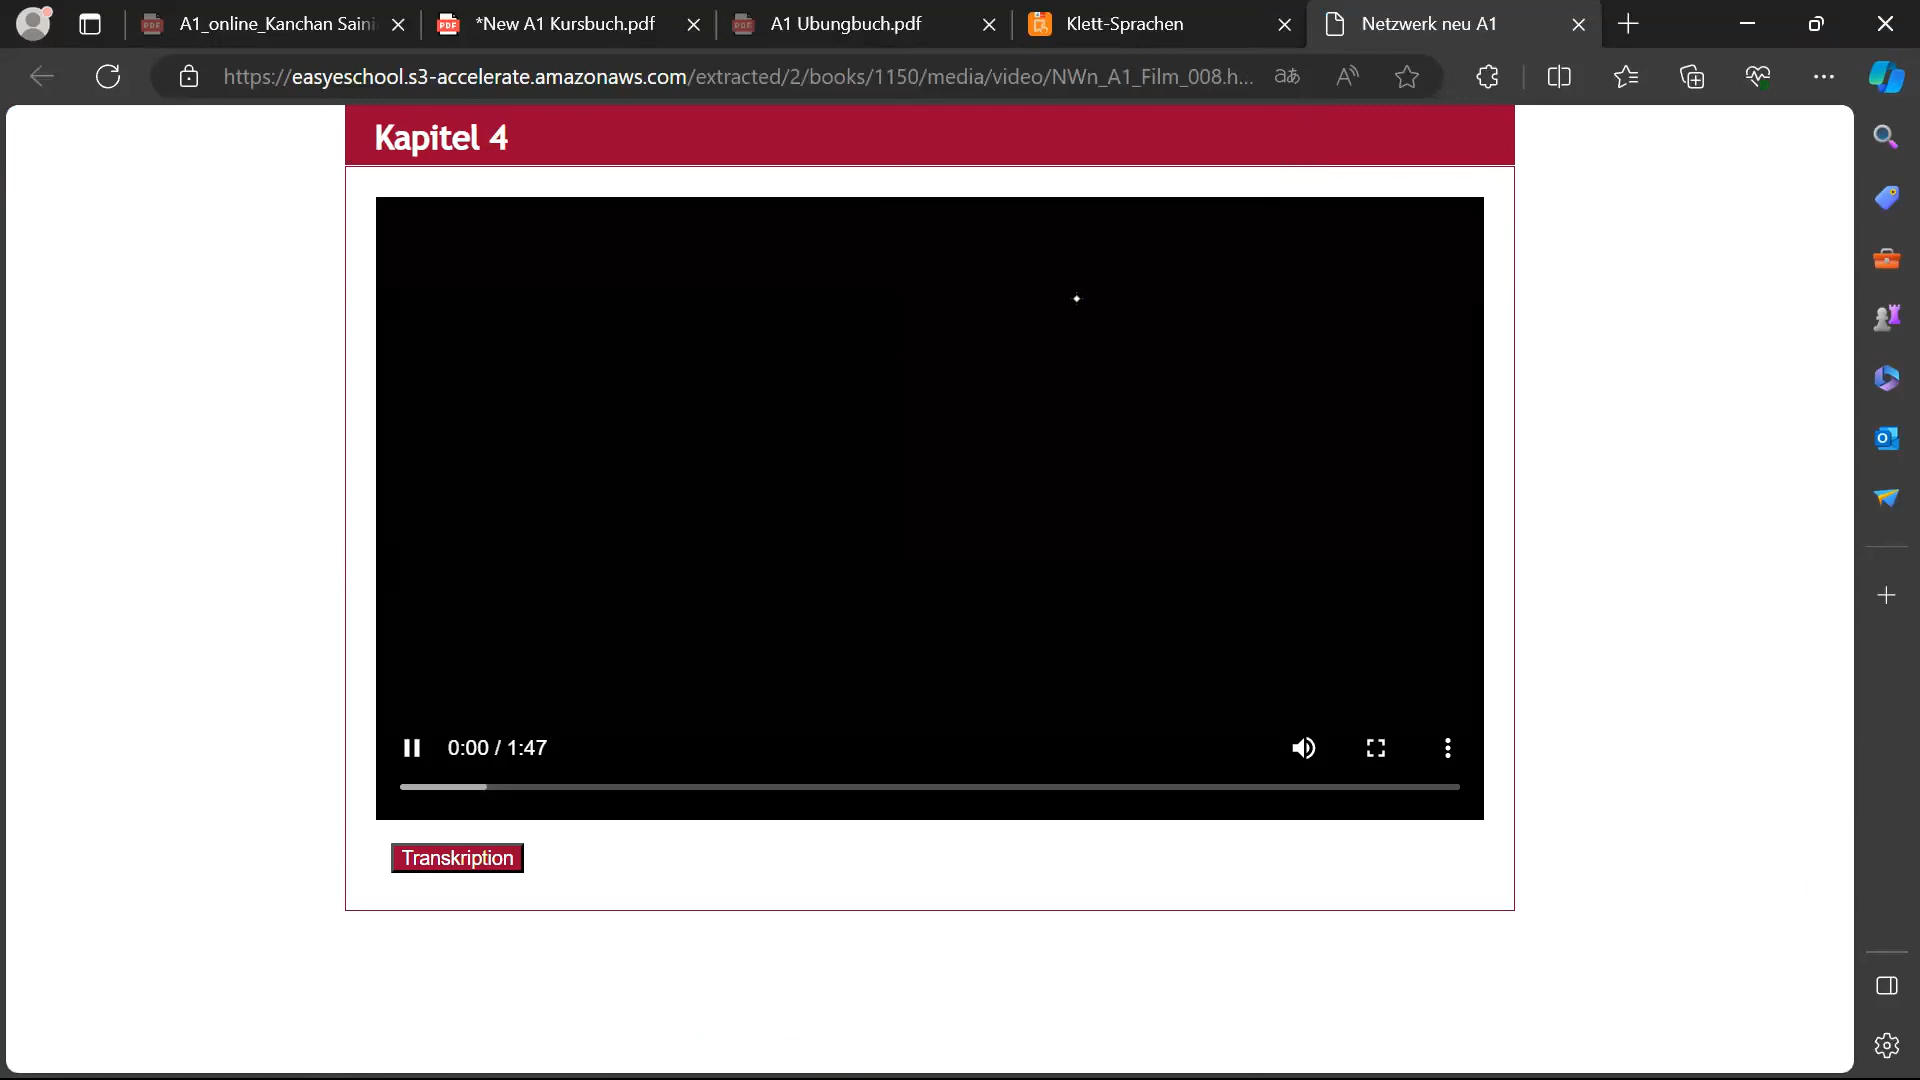 A1_online_Kanchan Saini
*New A1 Kursbuch.pdf
A1 Ubungbuch.pdf
Klett-Sprachen
Netzwerk neu A1
https://easyeschool.s3-accelerate.amazonaws.com/extracted/2/books/1150/media/video/NWn_A1_Film_008.h...
Kapitel 4
0:00 / 1:47
Transkription